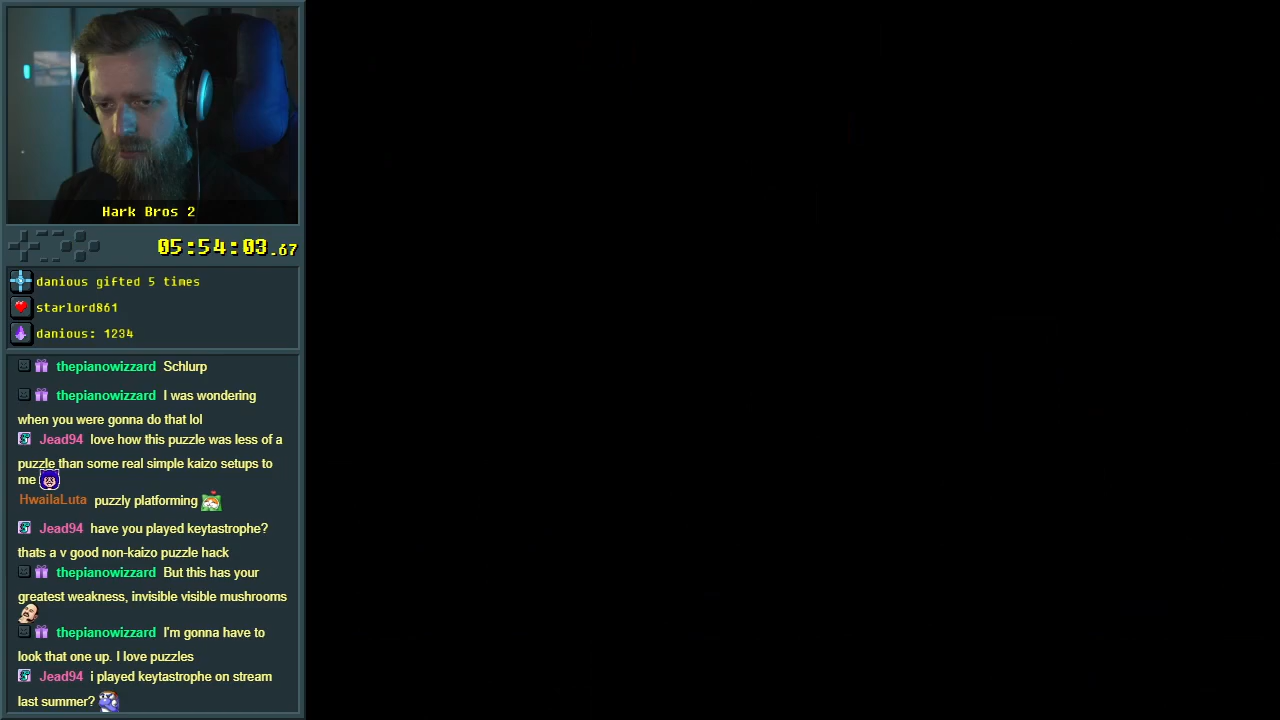 Hark Bros 2
05:54:03.67
danious gifted 5 times
starlord861
danious: 1234
thepianowizzard Schlurp
thepianowizzard I was wondering
when you were gonna do that lol
Jead94 love how this puzzle was less of a
puzzle than some real simple kaizo setups to
me
HwailaLuta puzzly platforming
Jead94 have you played keytastrophe?
thats a v good non-kaizo puzzle hack
thepianowizzard But this has your
greatest weakness, invisible visible mushrooms
thepianowizzard I'm gonna have to
look that one up. I love puzzles
Jead94 i played keytastrophe on stream
last summer?